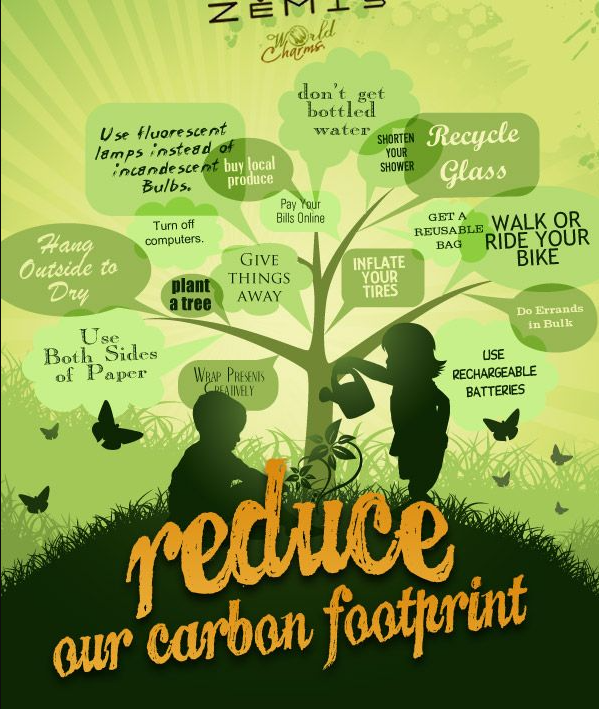 ZEMIS
World
Charms
don't get
bottled
water
Use fluorescent
lamps instead of
incandescent
Bulbs.
buy local
produce
SHORTEN
YOUR
SHOWER
Recycle
Glass
Pay Your
Bills Online
Turn off
computers.
GET A
REUSABLE
BAG
WALK OR
RIDE YOUR
BIKE
Hang
Outside to
Dry
GIVE
THINGS
AWAY
INFLATE
YOUR
TIRES
plant
a tree
Do Errands
in Bulk
Use
Both Sides
of Paper
WRAP PRESENTS
CREATIVELY
USE
RECHARGEABLE
BATTERIES
reduce
our carbon footprint